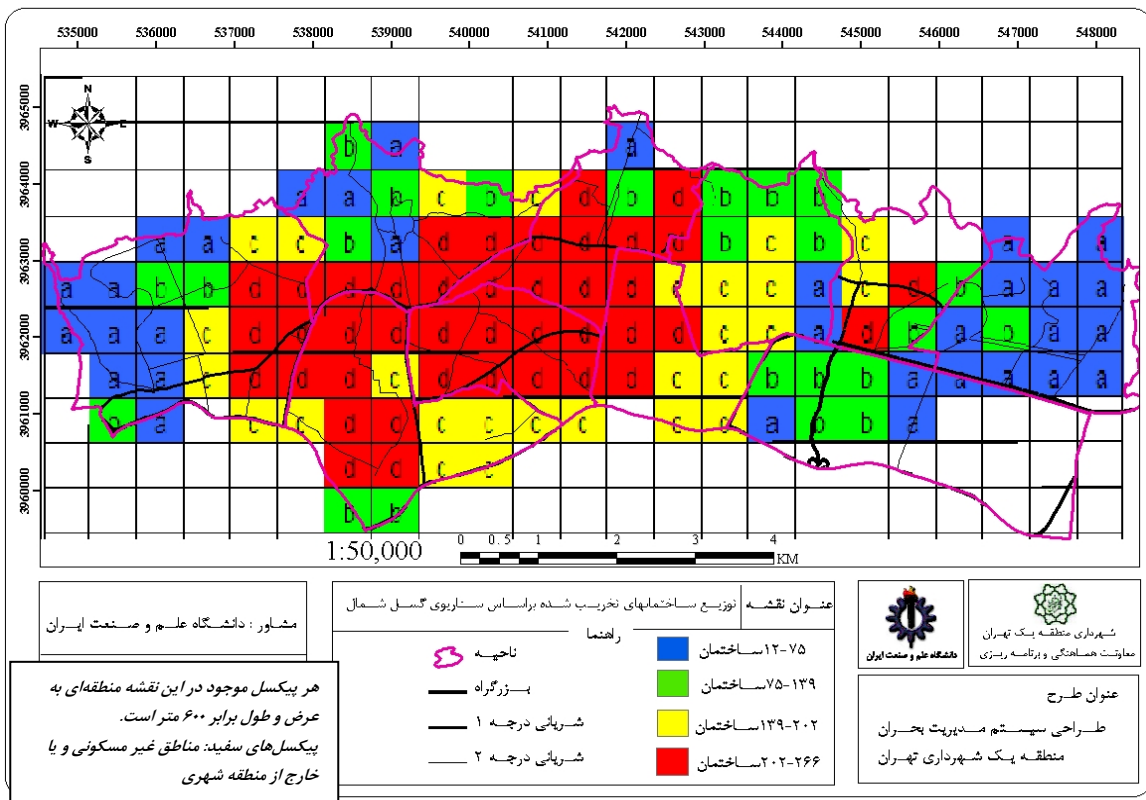 535000 536000 537000 538000 539000 540000 541000 542000 543000 544000 545000 546000 547000 548000
3965000
3964000
3963000
3962000
3961000
3960000
N
W E
S
b a a
a a b c b c d b d b b b
a a c c b a d d d d d d b c b c a a
a a b b d d d d d d d d d c c c a c d b a a a
a a a c d d d d d d d d d d c c a d b a b a a
a a c d d d c d d d d d c c b b b a a a a a
b a c c d d c c c c c c a b b a
d d c c
b b
1:50,000
0 0.5 1 2 3 4
KM
عنوان نقشه
توزیع ساختمانهای تخریب شده براساس سناریوی گسل شمال
راهنما
ناحیه
بزرگراه
شریانی درجه ۱
شریانی درجه ۲
۱۲-۷۵ساختمان
۷۵-۱۳۹ساختمان
۱۳۹-۲۰۲ساختمان
۲۰۲-۲۶۶ساختمان
مشاور : دانشگاه علم و صنعت ایران
هر پیکسل موجود در این نقشه منطقه‌ای به
عرض و طول برابر ۶۰۰ متر است.
پیکسل‌های سفید: مناطق غیر مسکونی و یا
خارج از منطقه شهری
دانشگاه علم و صنعت ایران
شهرداری منطقه یک تهران
معاونت هماهنگی و برنامه ریزی
عنوان طرح
طراحی سیستم مدیریت بحران
منطقه یک شهرداری تهران